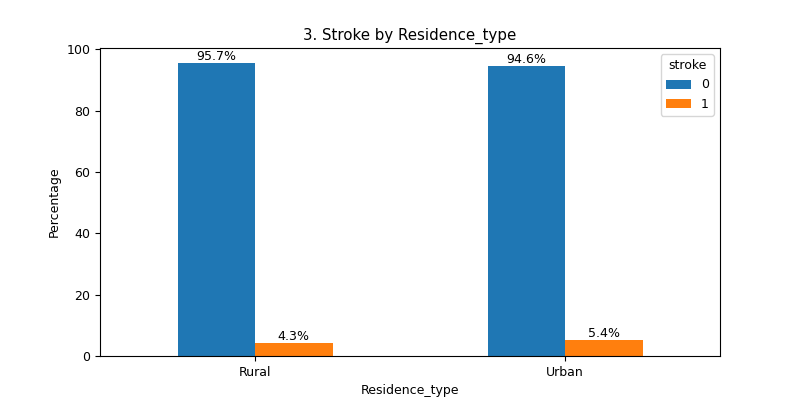 3. Stroke by Residence_type
Percentage
100
80
60
40
20
0
95.7%
4.3%
94.6%
5.4%
stroke
0
1
Rural
Urban
Residence_type